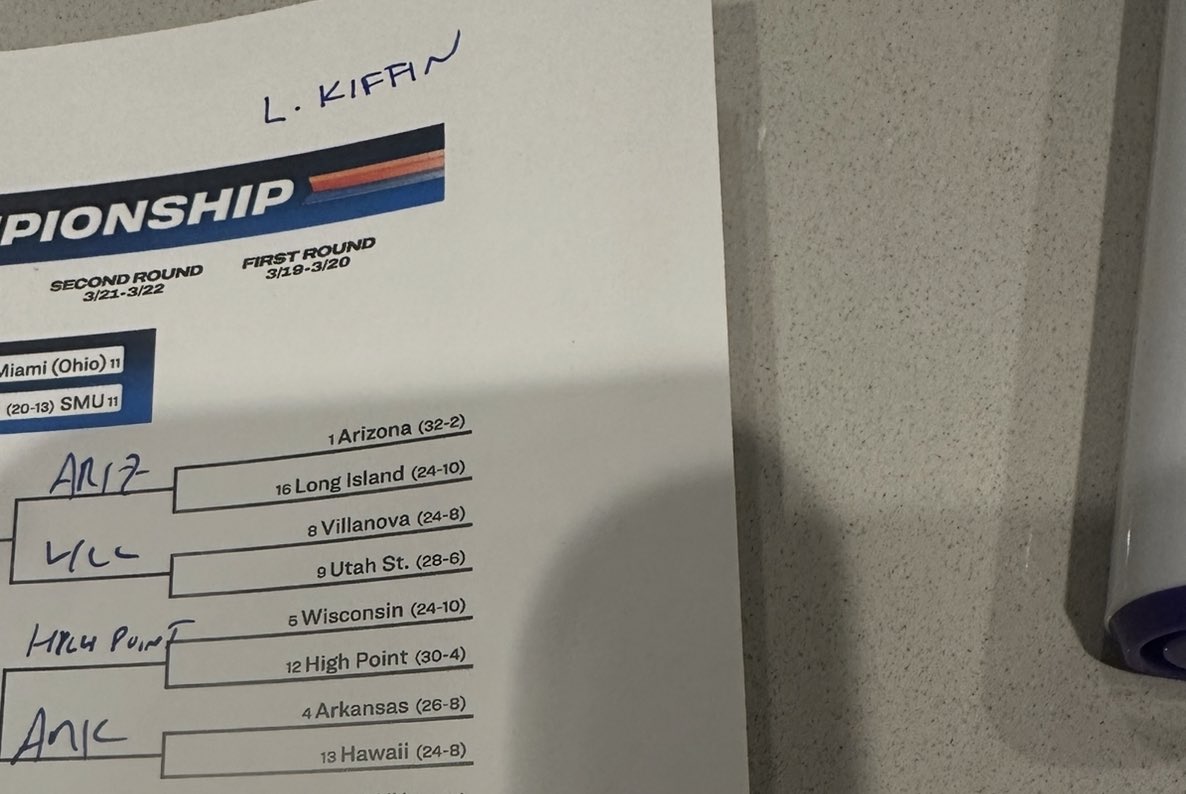 L. KIFFIN
PIONSHIP
SECOND ROUND
3/21-3/22
FIRST ROUND
3/19-3/20
Miami (Ohio) 11
(20-13) SMU 11
1 Arizona (32-2)
ARIZ
16 Long Island (24-10)
8 Villanova (24-8)
9 Utah St. (28-6)
5 Wisconsin (24-10)
HIGH POINT
12 High Point (30-4)
4 Arkansas (26-8)
ARK
13 Hawaii (24-8)